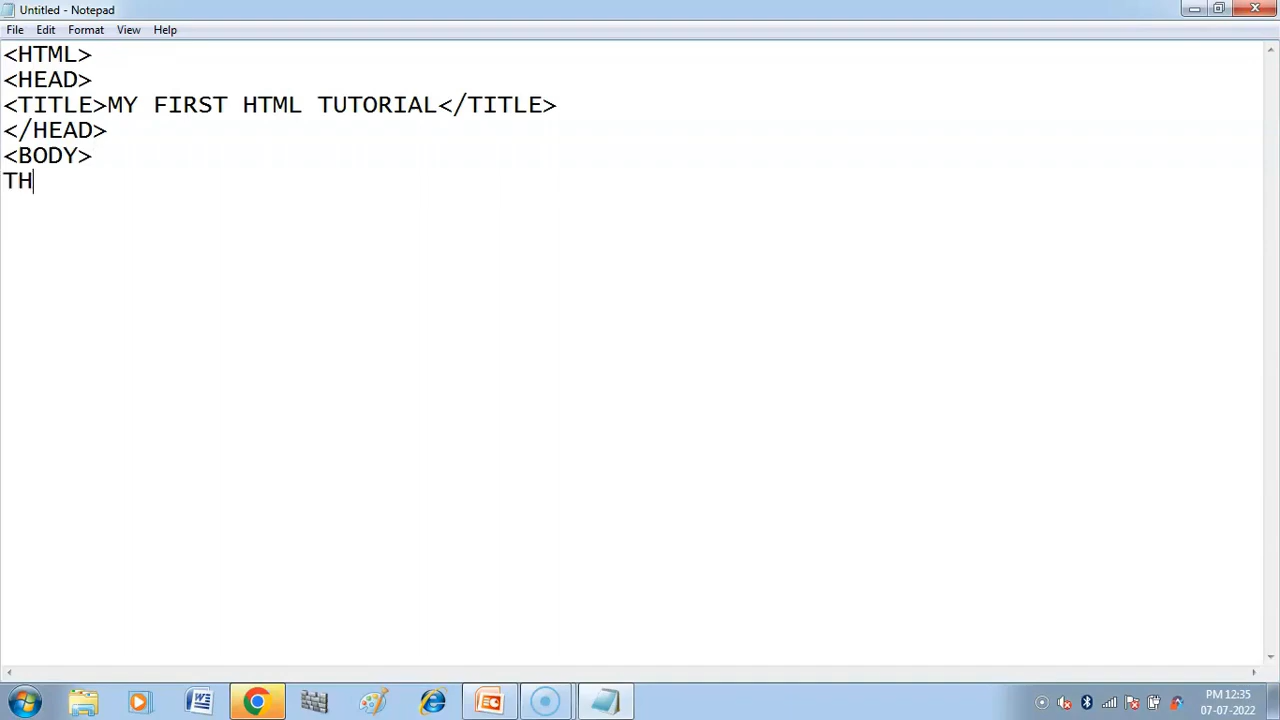 Untitled - Notepad
File Edit Format View Help
<HTML>
<HEAD>
<TITLE>MY FIRST HTML TUTORIAL</TITLE>
</HEAD>
<BODY>
TH
PM 12:35
07-07-2022